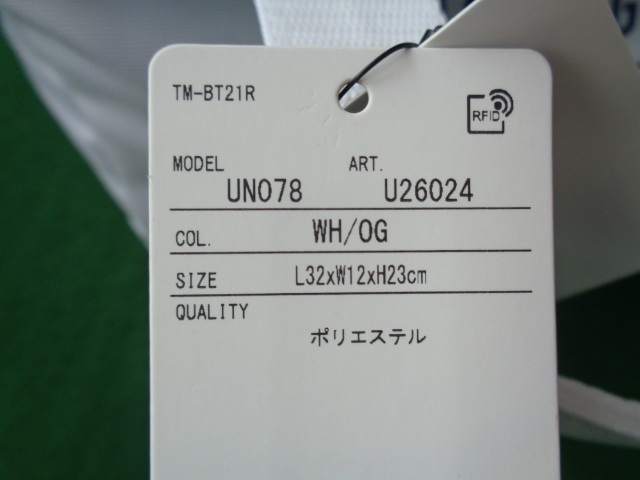 TM-BT21R
RFID
MODEL ART.
UN078 U26024
COL. WH/OG
SIZE L32xW12xH23cm
QUALITY
ポリエステル